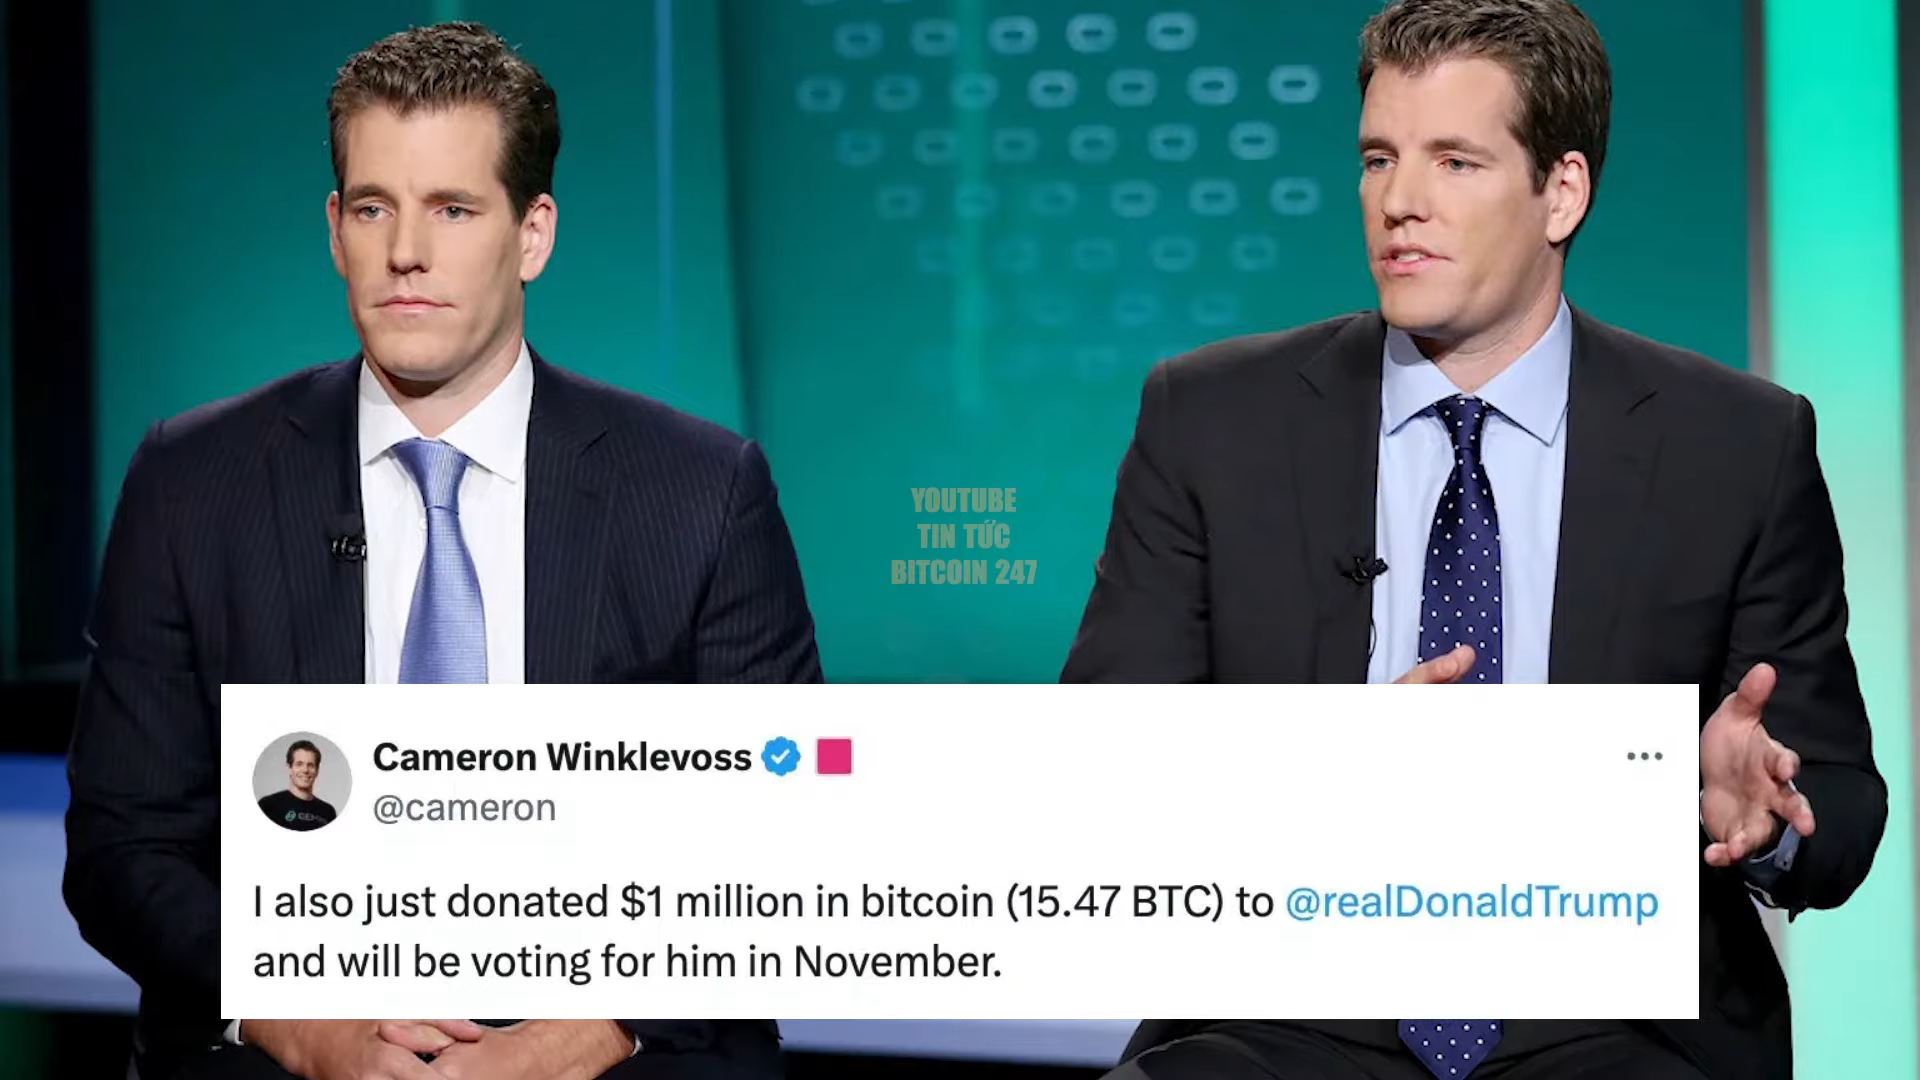 YOUTUBE
TIN TỨC
BITCOIN 247
Cameron Winklevoss
@cameron
I also just donated $1 million in bitcoin (15.47 BTC) to @realDonaldTrump
and will be voting for him in November.